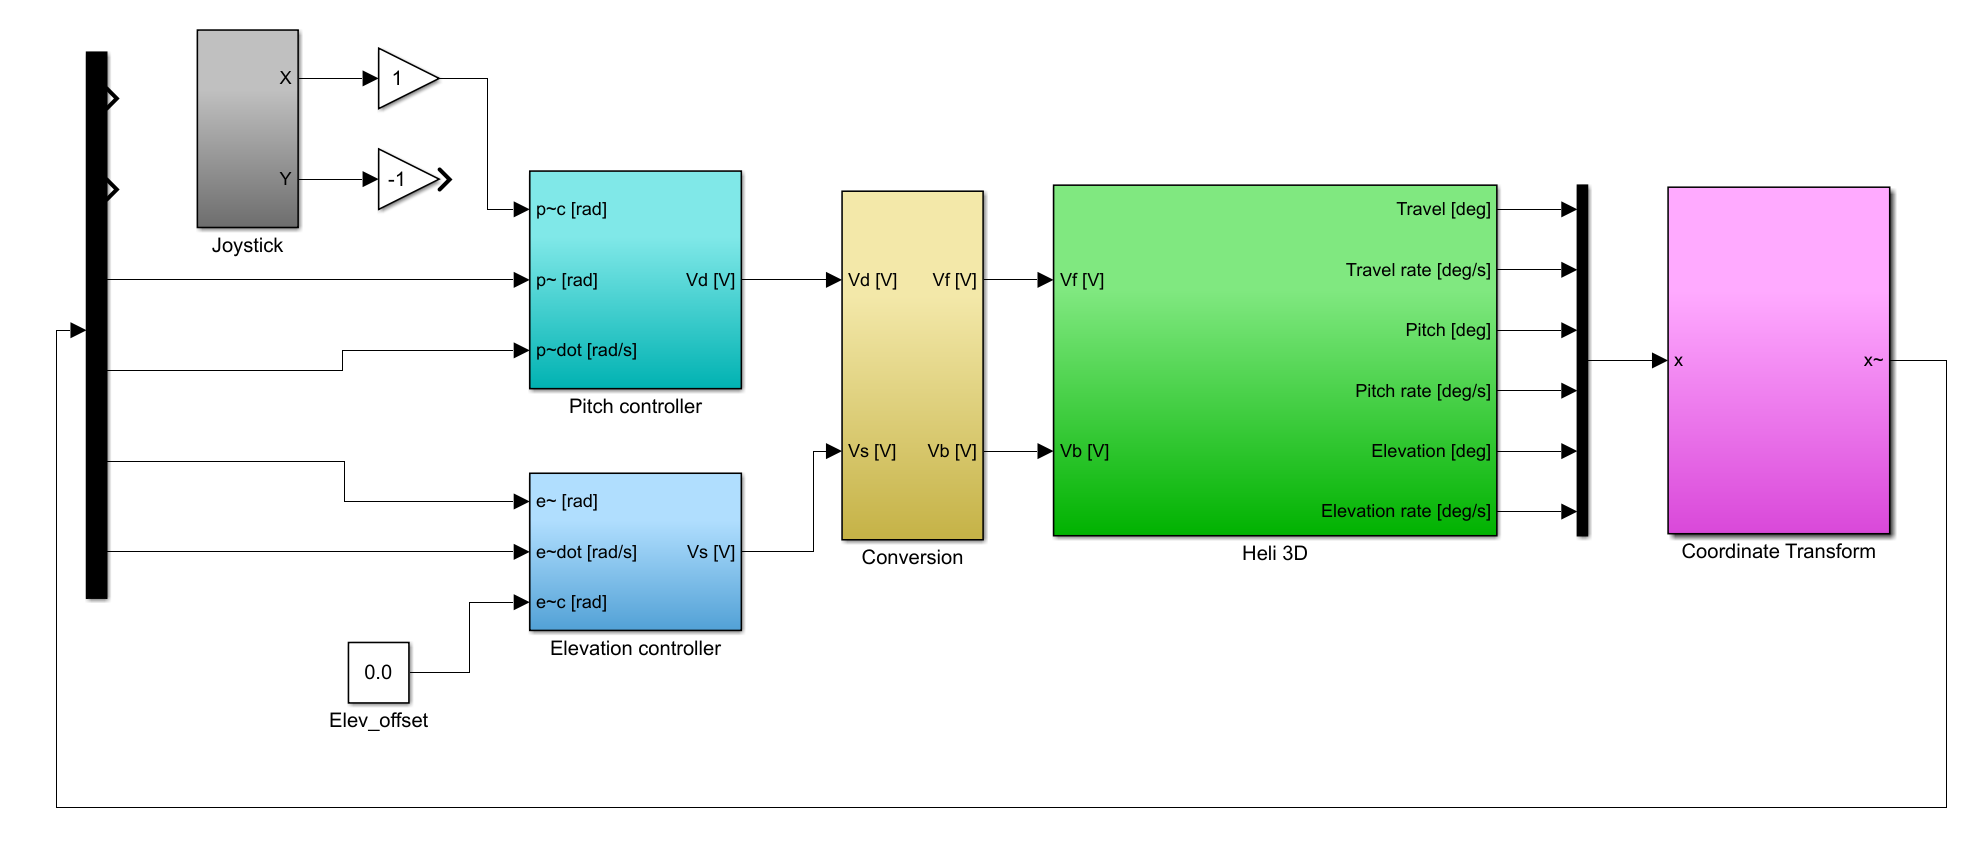 X
Y
Joystick
1
-1
p~c [rad]
p~ [rad]
p~dot [rad/s]
Vd [V]
Pitch controller
e~ [rad]
e~dot [rad/s]
e~c [rad]
Vs [V]
Elevation controller
0.0
Elev_offset
Vd [V]
Vs [V]
Vf [V]
Vb [V]
Conversion
Vf [V]
Vb [V]
Travel [deg]
Travel rate [deg/s]
Pitch [deg]
Pitch rate [deg/s]
Elevation [deg]
Elevation rate [deg/s]
Heli 3D
x
x~
Coordinate Transform